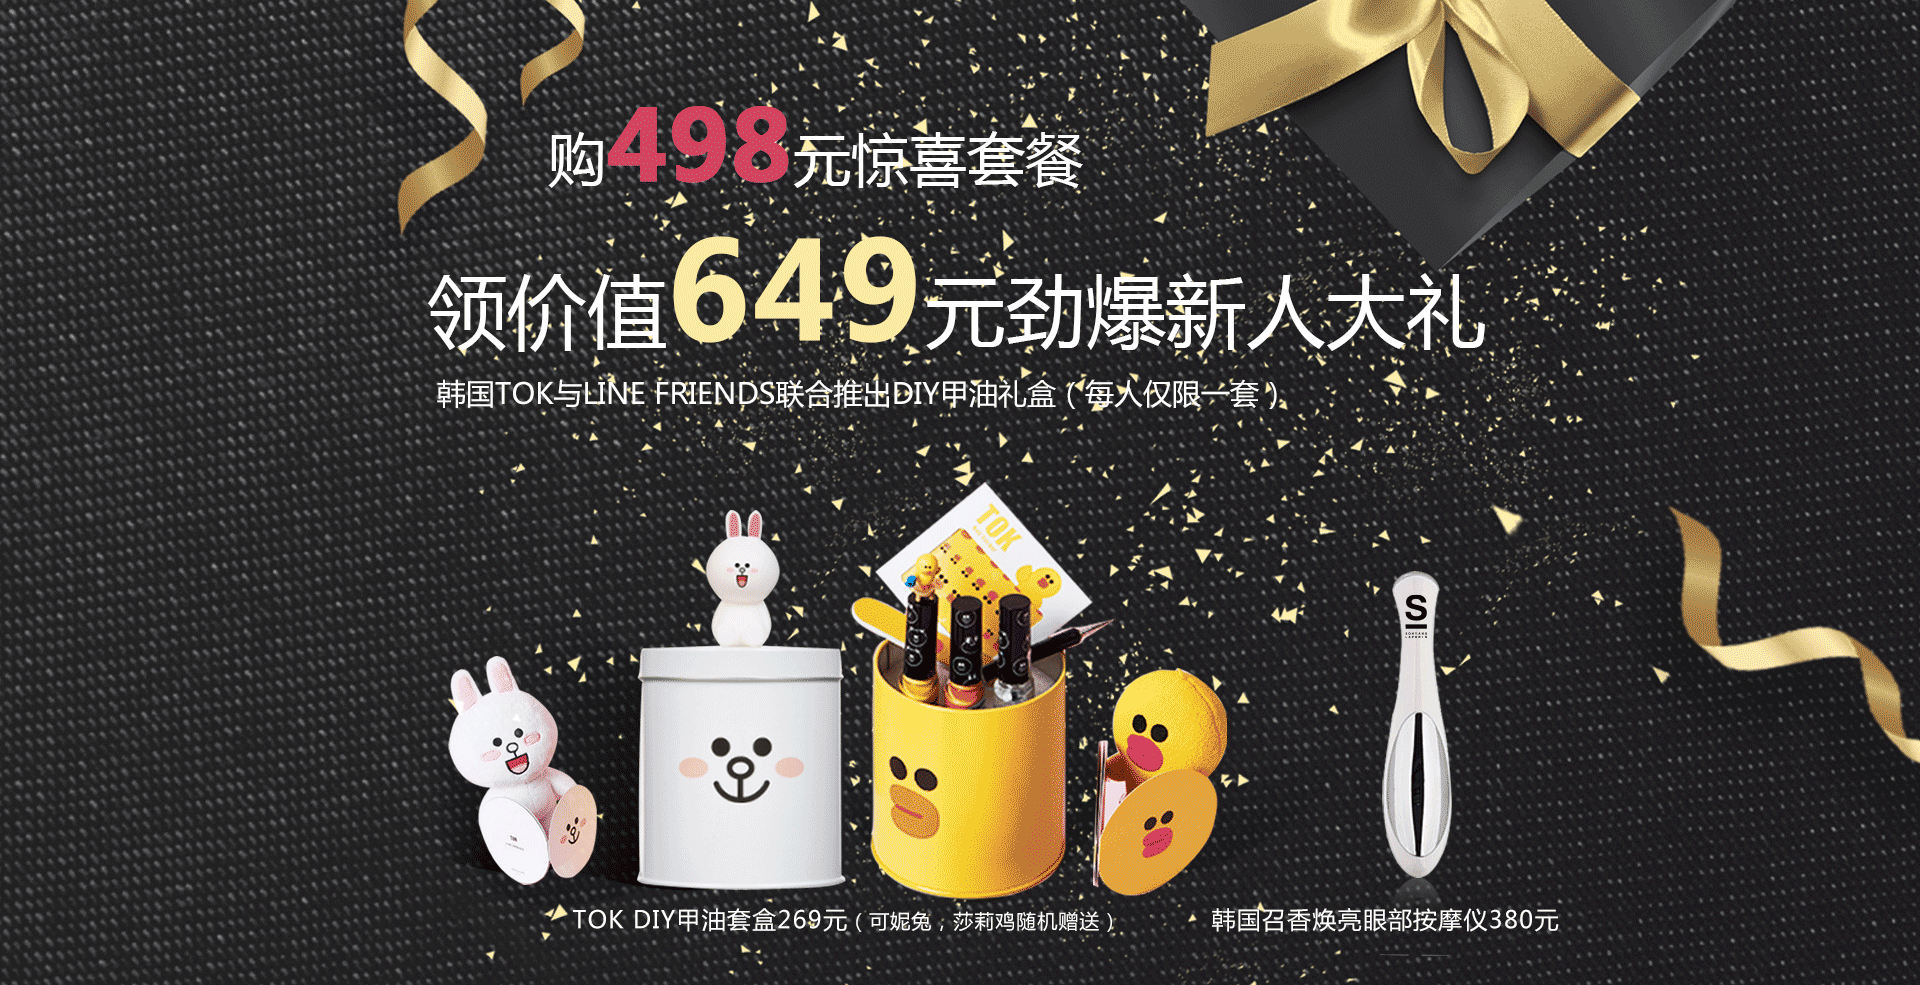 购498元惊喜套餐
领价值649元劲爆新人大礼
韩国TOK与LINE FRIENDS联合推出DIY甲油礼盒（每人仅限一套）
TOK
S
TOK
TOK DIY甲油套盒269元（可妮兔，莎莉鸡随机赠送）
韩国召香焕亮眼部按摩仪380元